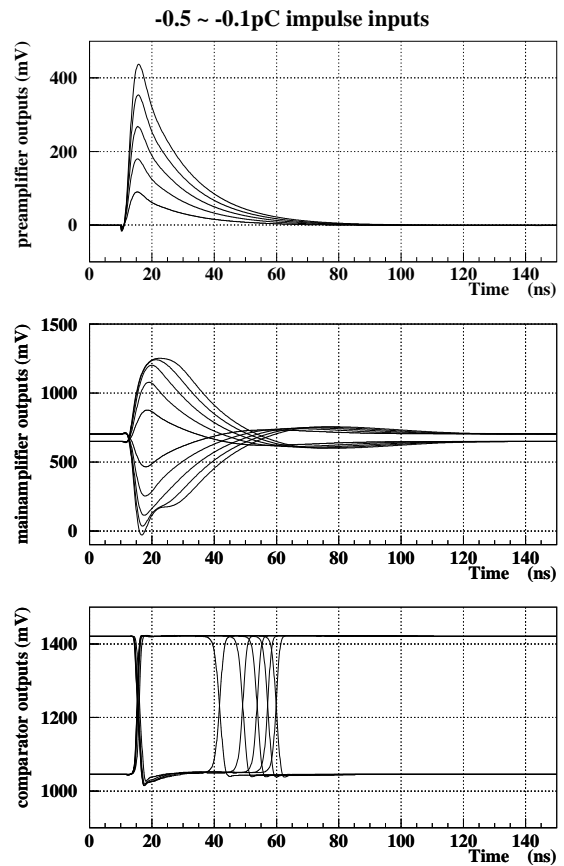 -0.5 ~ -0.1pC impulse inputs
preamplifier outputs (mV)
400
200
0
0 20 40 60 80 100 120 140
Time (ns)
mainamplifier outputs (mV)
1500
1000
500
0
0 20 40 60 80 100 120 140
Time (ns)
comparator outputs (mV)
1400
1200
1000
0 20 40 60 80 100 120 140
Time (ns)